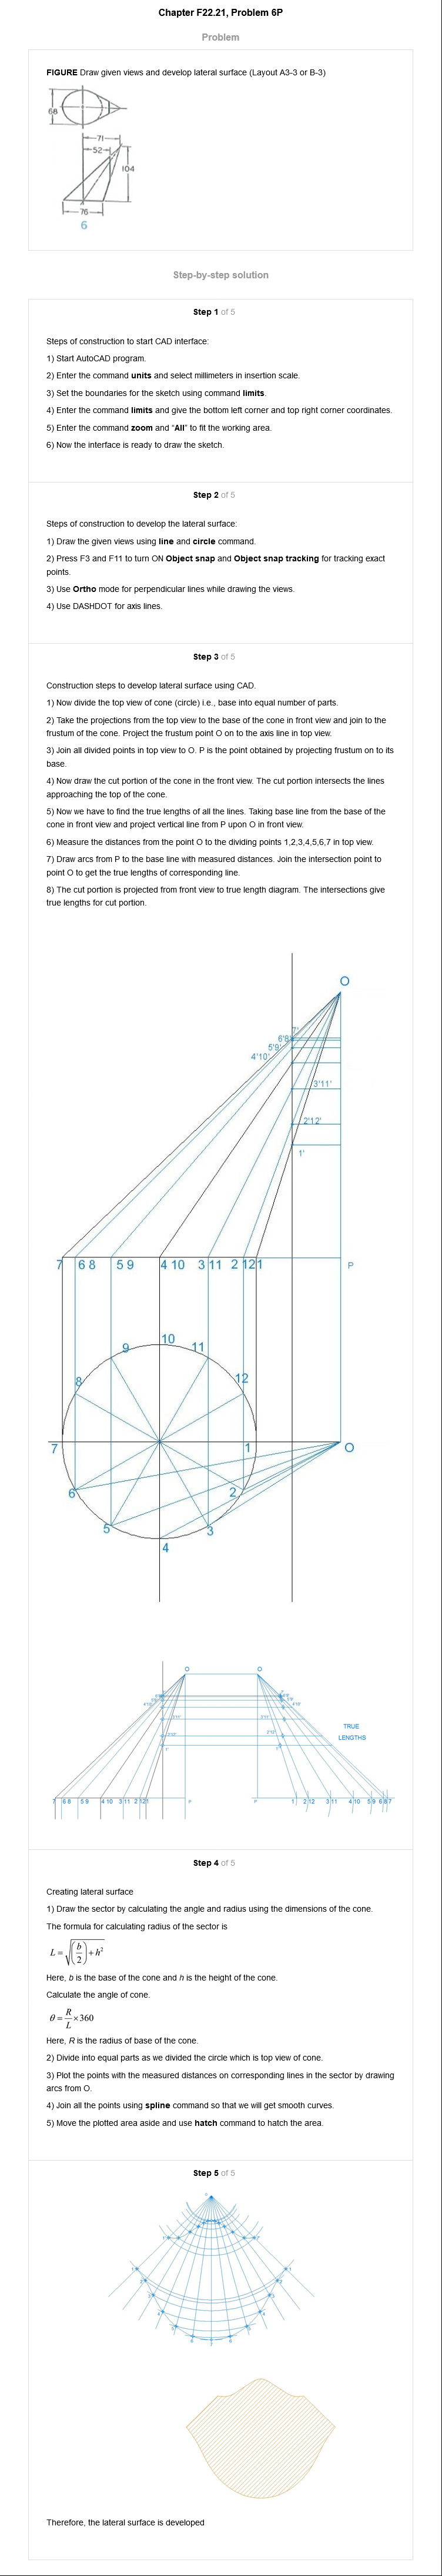 Chapter F22.21, Problem 6P
Problem
FIGURE Draw given views and develop lateral surface (Layout A3-3 or B-3)
68
71
52
104
76
6
Step-by-step solution
Step 1 of 5
Steps of construction to start CAD interface:
1) Start AutoCAD program.
2) Enter the command units and select millimeters in insertion scale.
3) Set the boundaries for the sketch using command limits.
4) Enter the command limits and give the bottom left corner and top right corner coordinates.
5) Enter the command zoom and “All” to fit the working area.
6) Now the interface is ready to draw the sketch.
Step 2 of 5
Steps of construction to develop the lateral surface:
1) Draw the given views using line and circle command.
2) Press F3 and F11 to turn ON Object snap and Object snap tracking for tracking exact
points.
3) Use Ortho mode for perpendicular lines while drawing the views.
4) Use DASHDOT for axis lines.
Step 3 of 5
Construction steps to develop lateral surface using CAD.
1) Now divide the top view of cone (circle) i.e., base into equal number of parts.
2) Take the projections from the top view to the base of the cone in front view and join to the
frustum of the cone. Project the frustum point O on to the axis line in top view.
3) Join all divided points in top view to O. P is the point obtained by projecting frustum on to its
base.
4) Now draw the cut portion of the cone in the front view. The cut portion intersects the lines
approaching the top of the cone.
5) Now we have to find the true lengths of all the lines. Taking base line from the base of the
cone in front view and project vertical line from P upon O in front view.
6) Measure the distances from the point O to the dividing points 1,2,3,4,5,6,7 in top view.
7) Draw arcs from P to the base line with measured distances. Join the intersection point to
point O to get the true lengths of corresponding line.
8) The cut portion is projected from front view to true length diagram. The intersections give
true lengths for cut portion.
O
7'
6'8'
5'9'
4'10'
3'11'
2'12'
1'
7 6 8 5 9 4 10 3 11 2 12 1 P
10
9 11
8 12
7 1 O
6 2
5 3
4
O O
TRUE
LENGTHS
7 6 8 5 9 4 10 3 11 2 12 1 P P 1 2 12 3 11 4 10 5 9 6 8 7
Step 4 of 5
Creating lateral surface
1) Draw the sector by calculating the angle and radius using the dimensions of the cone.
The formula for calculating radius of the sector is
L = √((b/2) + h²)
Here, b is the base of the cone and h is the height of the cone.
Calculate the angle of cone.
θ = R/L × 360
Here, R is the radius of base of the cone.
2) Divide into equal parts as we divided the circle which is top view of cone.
3) Plot the points with the measured distances on corresponding lines in the sector by drawing
arcs from O.
4) Join all the points using spline command so that we will get smooth curves.
5) Move the plotted area aside and use hatch command to hatch the area.
Step 5 of 5
Therefore, the lateral surface is developed